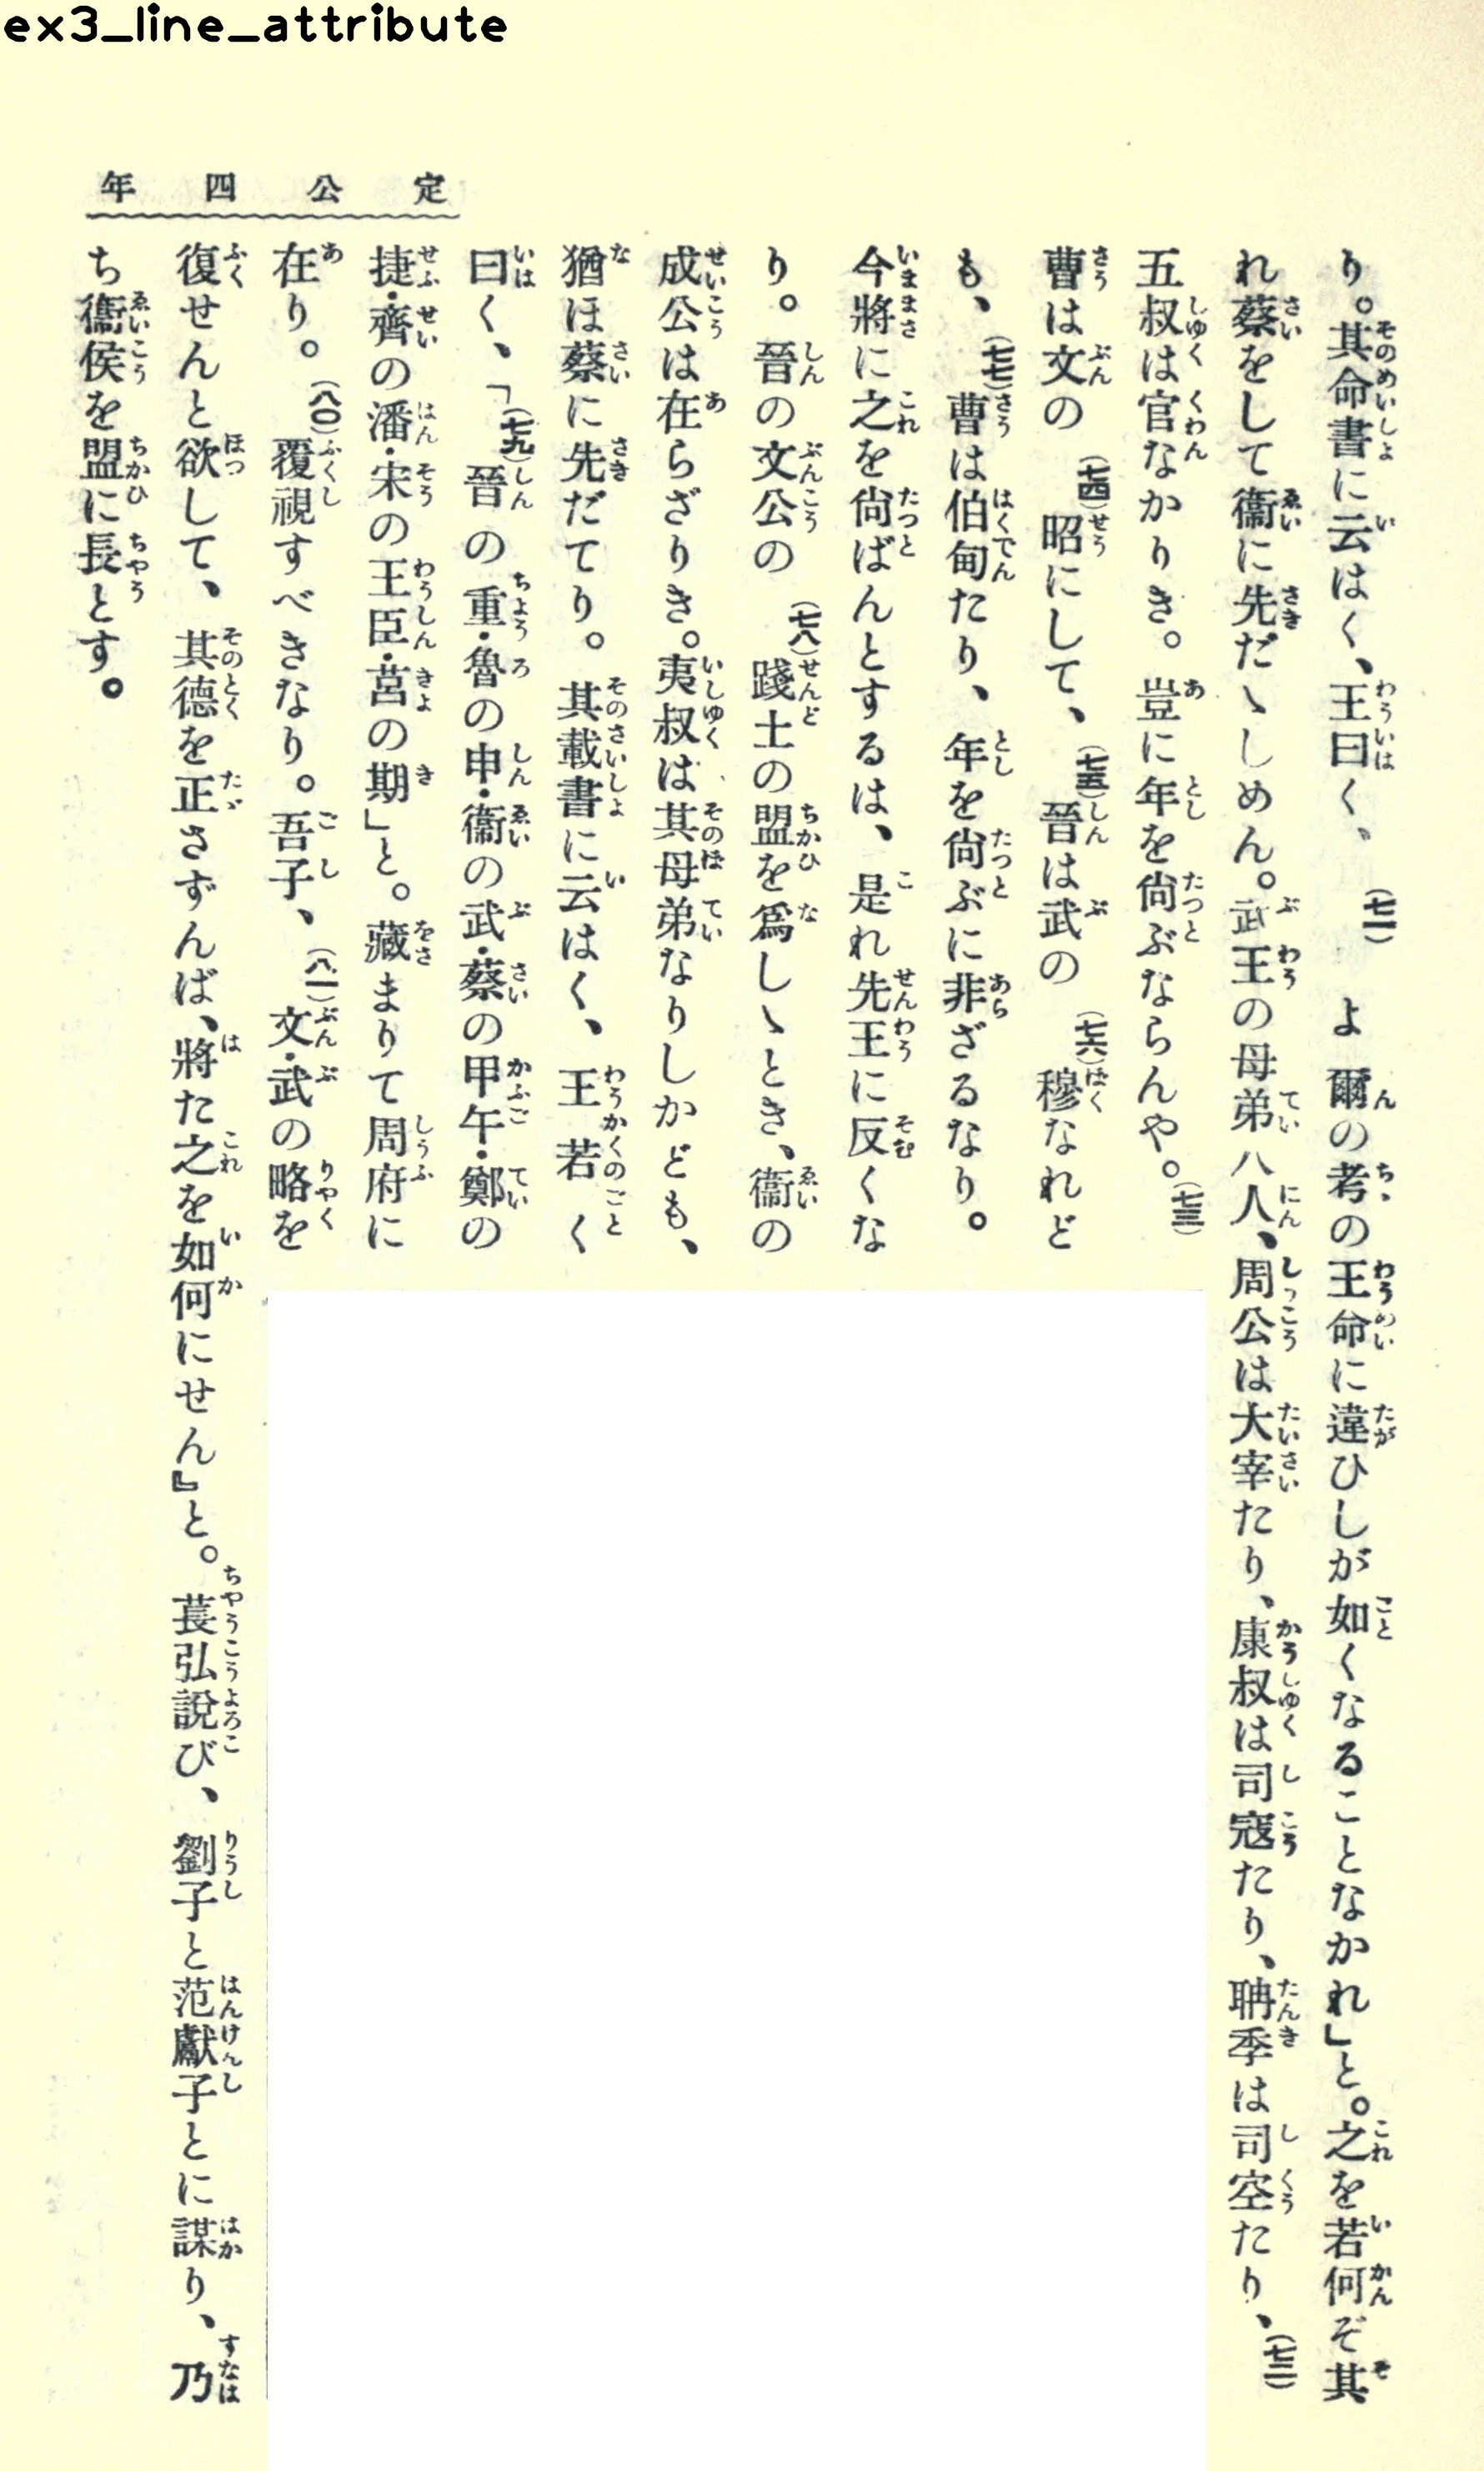 ex3_line_attribute
定公四年
り。其命書に云はく、王曰く、(七一)よ爾の考の王命に違ひしが如くなることなかれ」と。之を若何ぞ其
れ蔡をして衞に先だゝしめん。武王の母弟八人、周公は大宰たり、康叔は司寇たり、聃季は司空たり、(七二)
五叔は官なかりき。豈に年を尙ぶならんや。(七三)
曹は文の(七四)昭にして、(七五)晉は武の(七六)穆なれど
も、(七七)曹は伯甸たり、年を尙ぶに非ざるなり。
今將に之を尙ばんとするは、是れ先王に反くな
り。晉の文公の(七八)踐土の盟を爲しゝとき、衞の
成公は在らざりき。夷叔は其母弟なりしかども、
猶ほ蔡に先だてり。其載書に云はく、王若く
曰く、「(七九)晉の重・魯の申・衞の武・蔡の甲午・鄭の
捷・齊の潘・宋の王臣・莒の期」と。藏まりて周府に
在り。(八〇)覆視すべきなり。吾子、(八一)文・武の略を
復せんと欲して、其德を正さずんば、將た之を如何にせん』と。萇弘說び、劉子と范獻子とに謀り、乃
ち衞侯を盟に長とす。